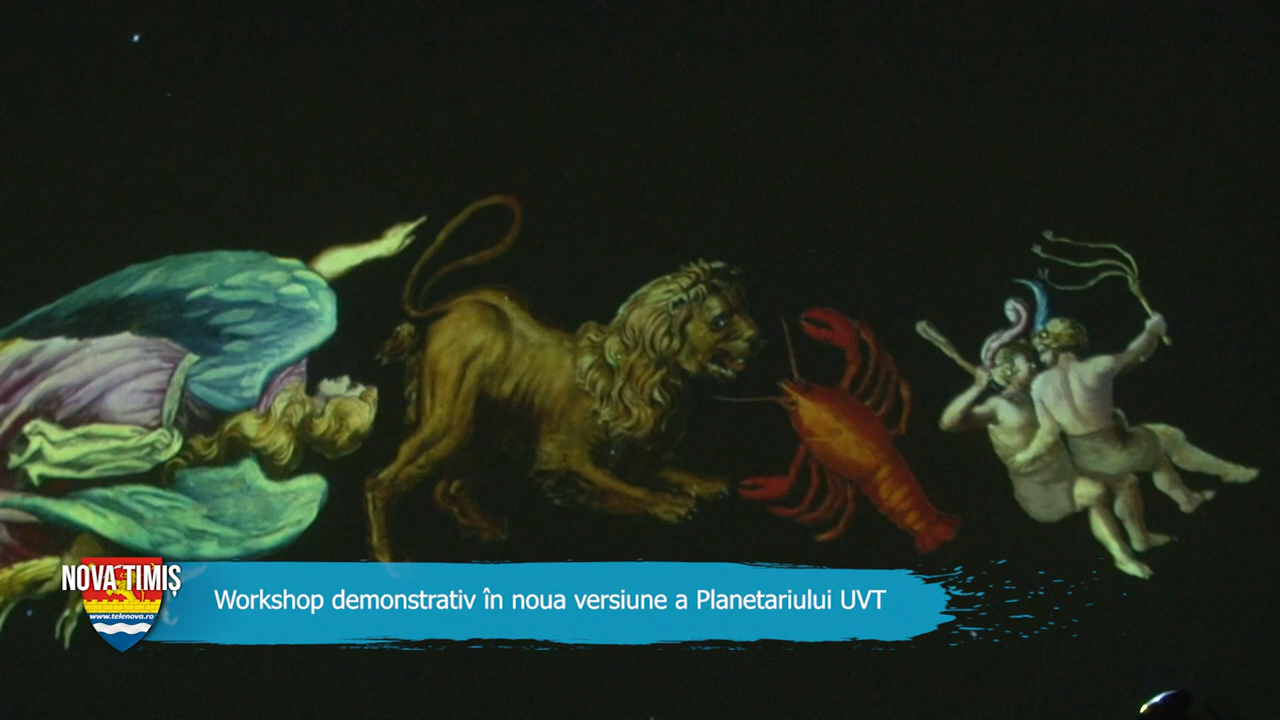 NOVA TIMIȘ
www.telenova.ro
Workshop demonstrativ în noua versiune a Planetariului UVT